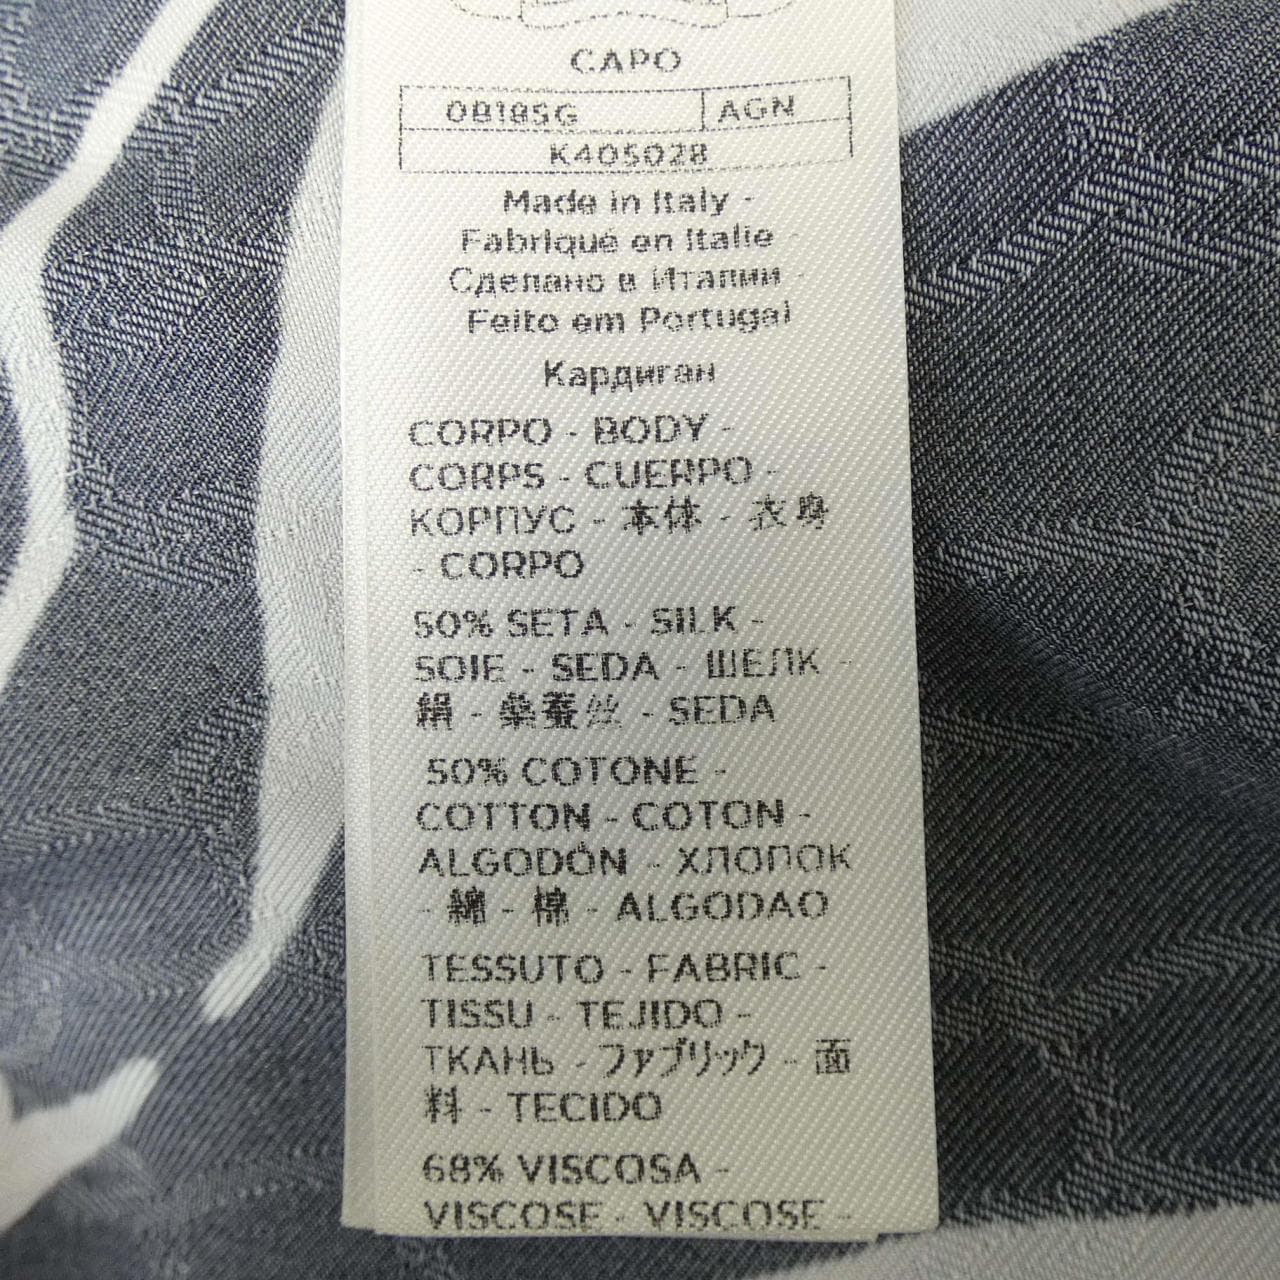 CAPO
0B18SG AGN
K405028
Made in Italy -
Fabriqué en Italie -
Сделано в Италии -
Feito em Portugal
Кардиган
CORPO - BODY -
CORPS - CUERPO -
КОРПУС - 本体 - 衣身
- CORPO
50% SETA - SILK -
SOIE - SEDA - ШЕЛК -
絹 - 桑蚕丝 - SEDA
50% COTONE -
COTTON - COTON -
ALGODÓN - ХЛОПОК
- 綿 - 棉 - ALGODAO
TESSUTO - FABRIC -
TISSU - TEJIDO -
ТКАНЬ - ファブリック - 面
料 - TECIDO
68% VISCOSA -
VISCOSE - VISCOSE -